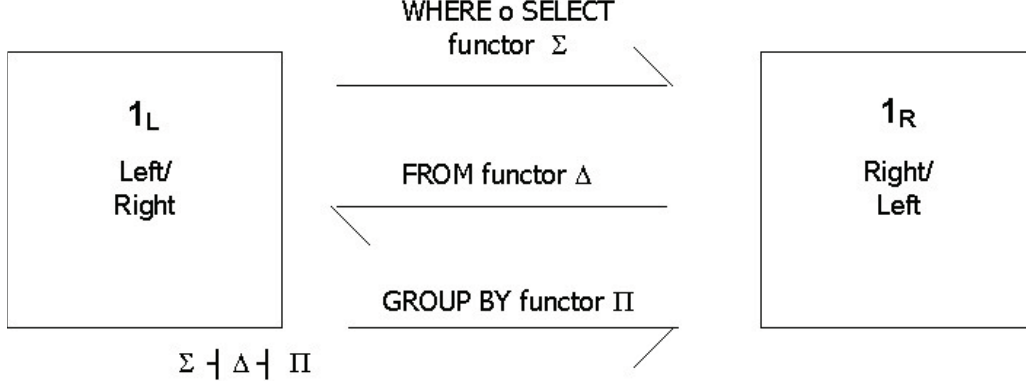 WHERE o SELECT
functor Σ
1L
Left/
Right
FROM functor Δ
1R
Right/
Left
GROUP BY functor Π
Σ ┤ Δ ┤ Π